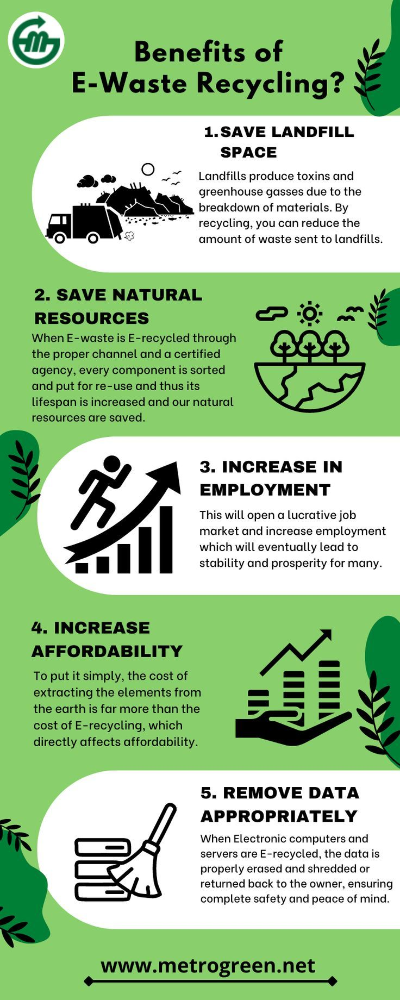 Benefits of
E-Waste Recycling?
1. SAVE LANDFILL
SPACE
Landfills produce toxins and
greenhouse gasses due to the
breakdown of materials. By
recycling, you can reduce the
amount of waste sent to landfills.
2. SAVE NATURAL
RESOURCES
When E-waste is E-recycled through
the proper channel and a certified
agency, every component is sorted
and put for re-use and thus its
lifespan is increased and our natural
resources are saved.
3. INCREASE IN
EMPLOYMENT
This will open a lucrative job
market and increase employment
which will eventually lead to
stability and prosperity for many.
4. INCREASE
AFFORDABILITY
To put it simply, the cost of
extracting the elements from
the earth is far more than the
cost of E-recycling, which
directly affects affordability.
5. REMOVE DATA
APPROPRIATELY
When Electronic computers and
servers are E-recycled, the data is
properly erased and shredded or
returned back to the owner, ensuring
complete safety and peace of mind.
www.metrogreen.net